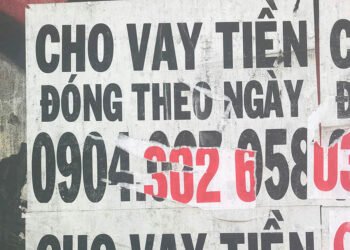 CHO VAY TIỀN
ĐÓNG THEO NGÀY
0904.302 6 058
CHO VAY TIỀN